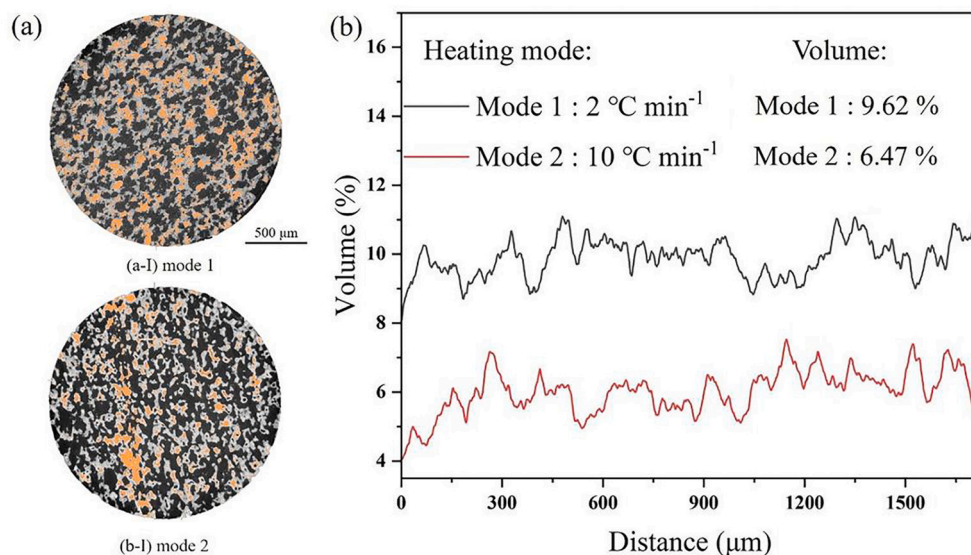 (a)
500 μm
(a-I) mode 1
(b-I) mode 2
(b)
Heating mode: Volume:
Mode 1 : 2 ℃ min⁻¹ Mode 1 : 9.62 %
Mode 2 : 10 ℃ min⁻¹ Mode 2 : 6.47 %
Volume (%)
16
14
12
10
8
6
4
0 300 600 900 1200 1500
Distance (μm)